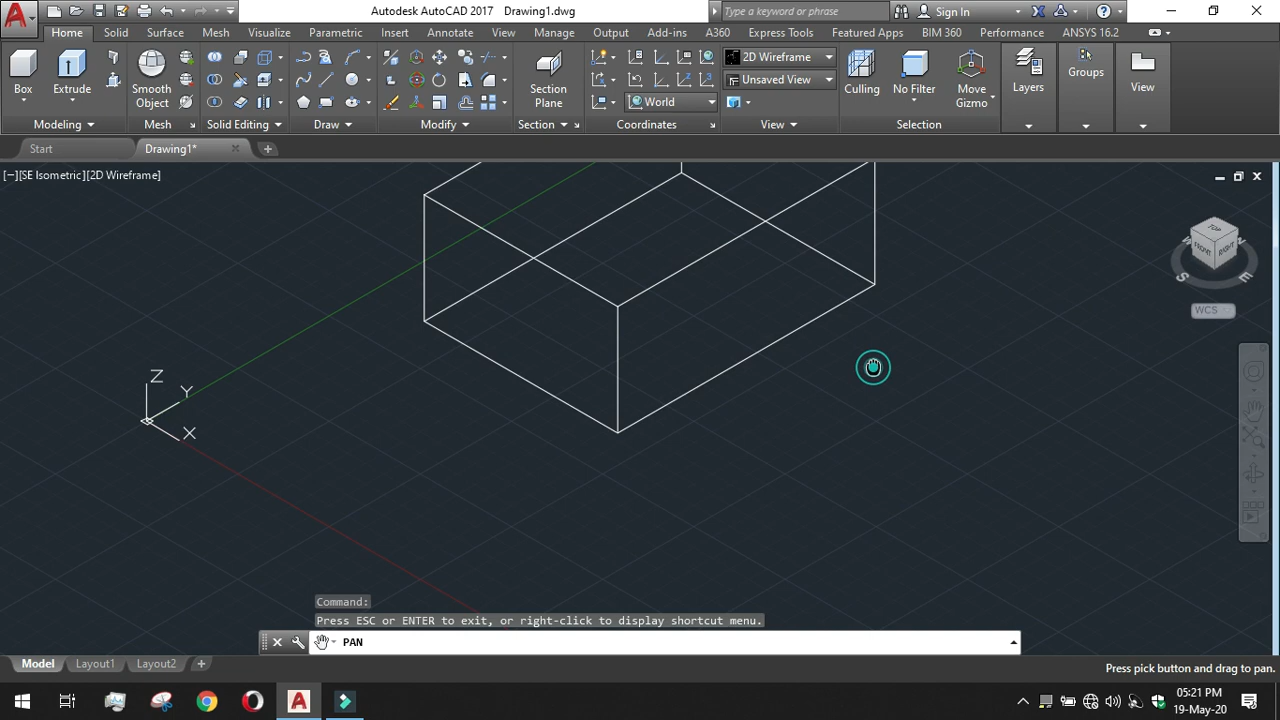 Autodesk AutoCAD 2017 Drawing1.dwg
Type a keyword or phrase
Sign In
Home Solid Surface Mesh Visualize Parametric Insert Annotate View Manage Output Add-ins A360 Express Tools Featured Apps BIM 360 Performance ANSYS 16.2
2D Wireframe
Unsaved View
World
Box Extrude Smooth Object Section Plane Culling No Filter Move Gizmo Layers Groups View
Modeling Mesh Solid Editing Draw Modify Section Coordinates View Selection
Start Drawing1*
[−][SE Isometric][2D Wireframe]
TOP
FRONT RIGHT
W N
S E
WCS
Z
Y
X
Command:
Press ESC or ENTER to exit, or right-click to display shortcut menu.
PAN
Model Layout1 Layout2
Press pick button and drag to pan.
05:21 PM
19-May-20